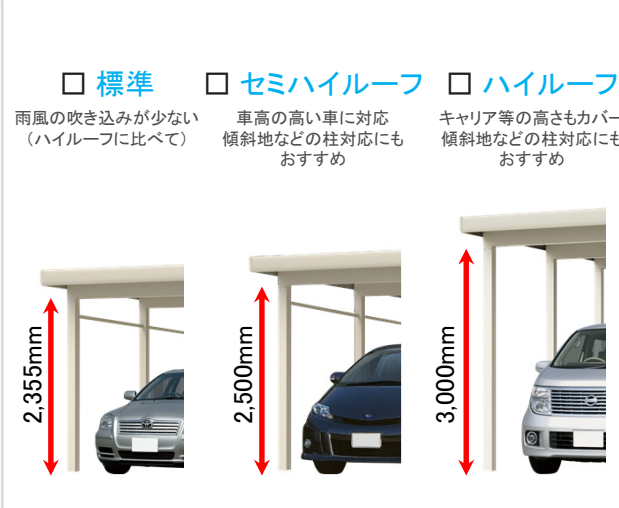 □ 標準
雨風の吹き込みが少ない
（ハイルーフに比べて）
□ セミハイルーフ
車高の高い車に対応
傾斜地などの柱対応にも
おすすめ
□ ハイルーフ
キャリア等の高さもカバー
傾斜地などの柱対応にも
おすすめ
2,355mm
2,500mm
3,000mm